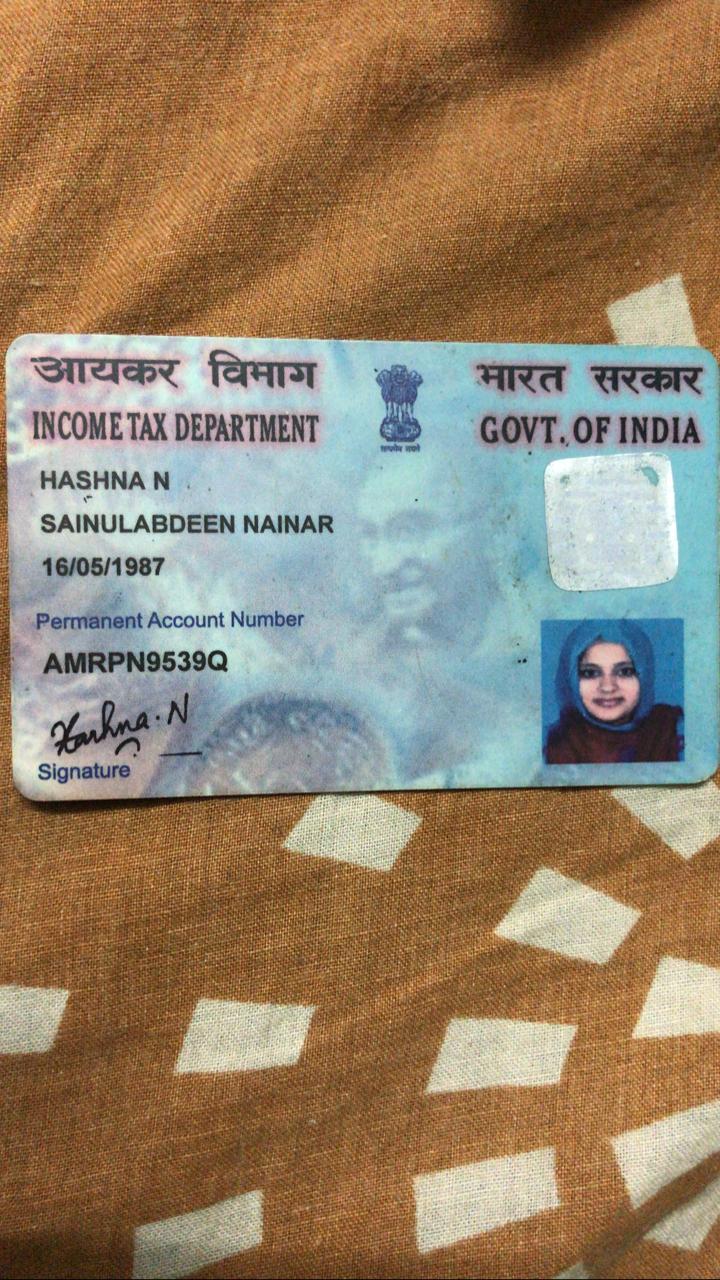 आयकर विभाग
भारत सरकार
INCOME TAX DEPARTMENT
GOVT. OF INDIA
सत्यमेव जयते
HASHNA N
SAINULABDEEN NAINAR
16/05/1987
Permanent Account Number
AMRPN9539Q
Hashna. N
Signature